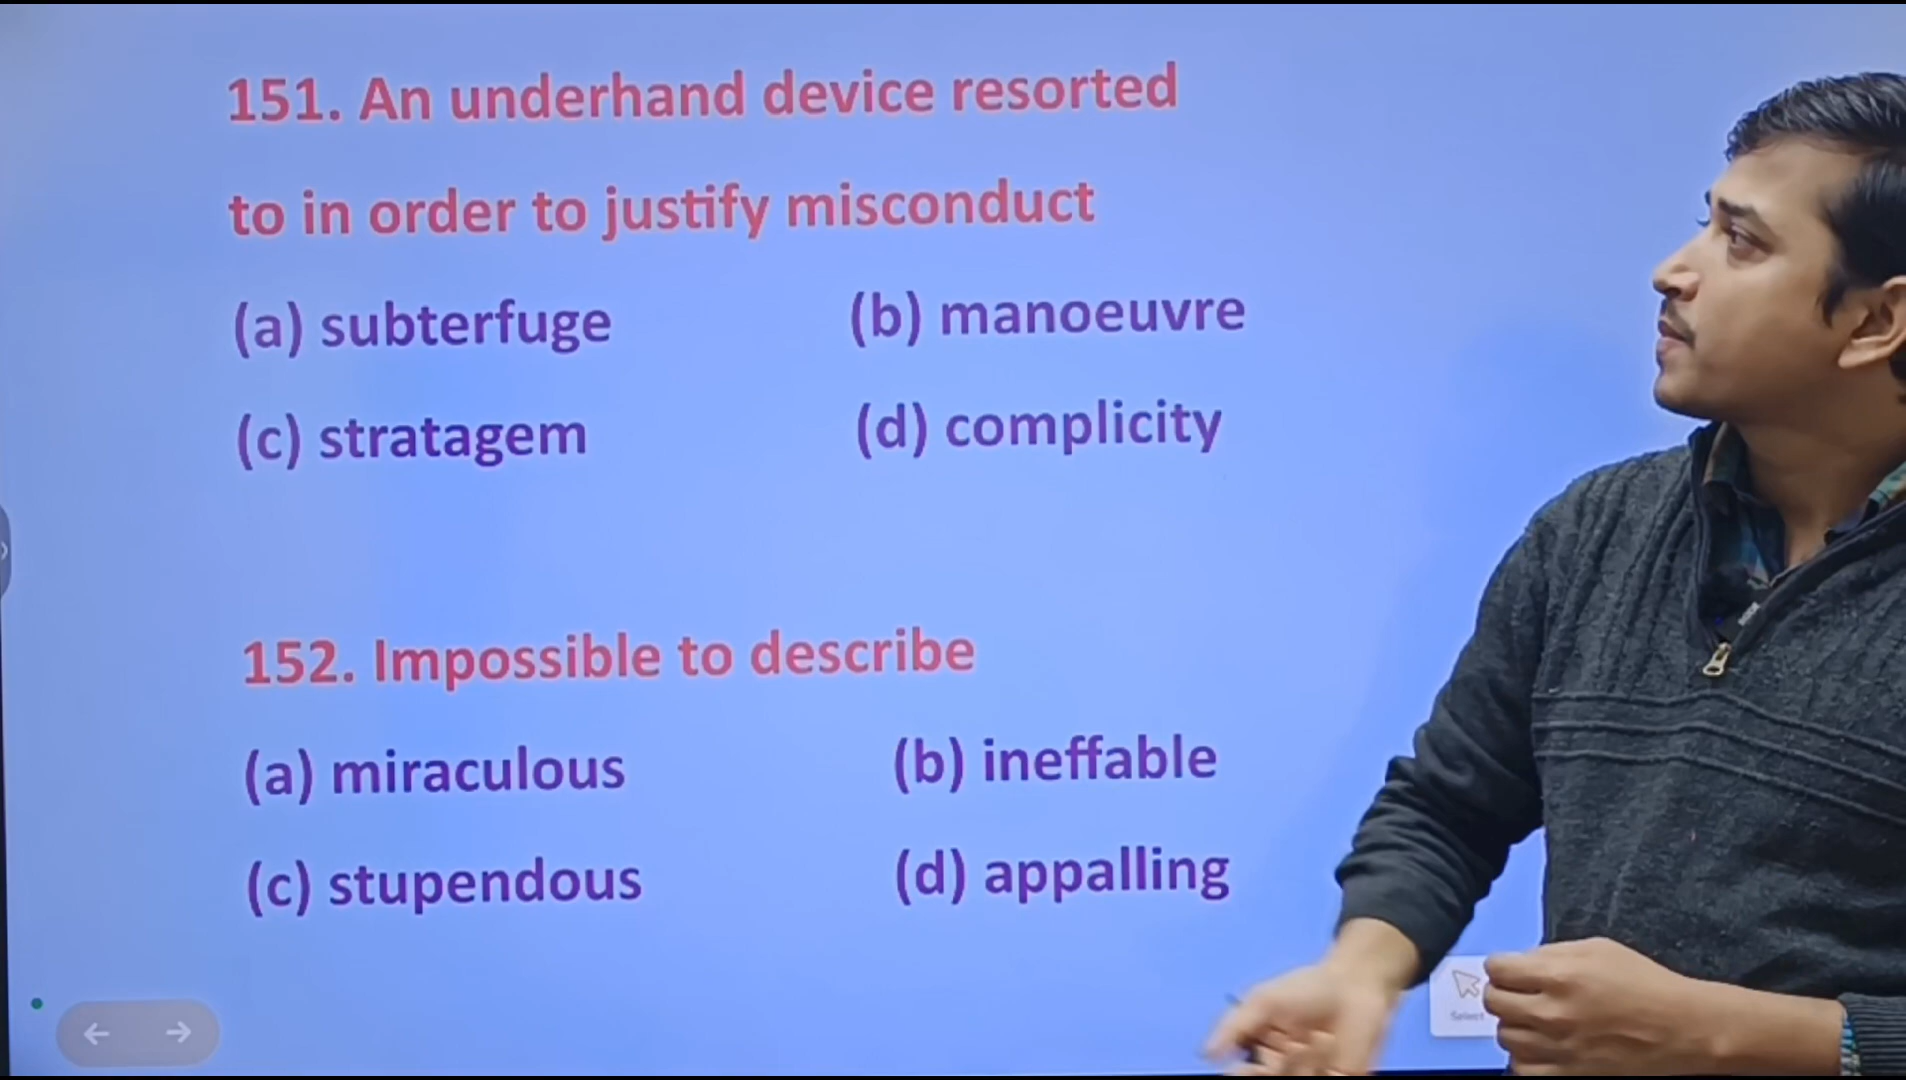 151. An underhand device resorted
to in order to justify misconduct
(a) subterfuge (b) manoeuvre
(c) stratagem (d) complicity
152. Impossible to describe
(a) miraculous (b) ineffable
(c) stupendous (d) appalling
Select